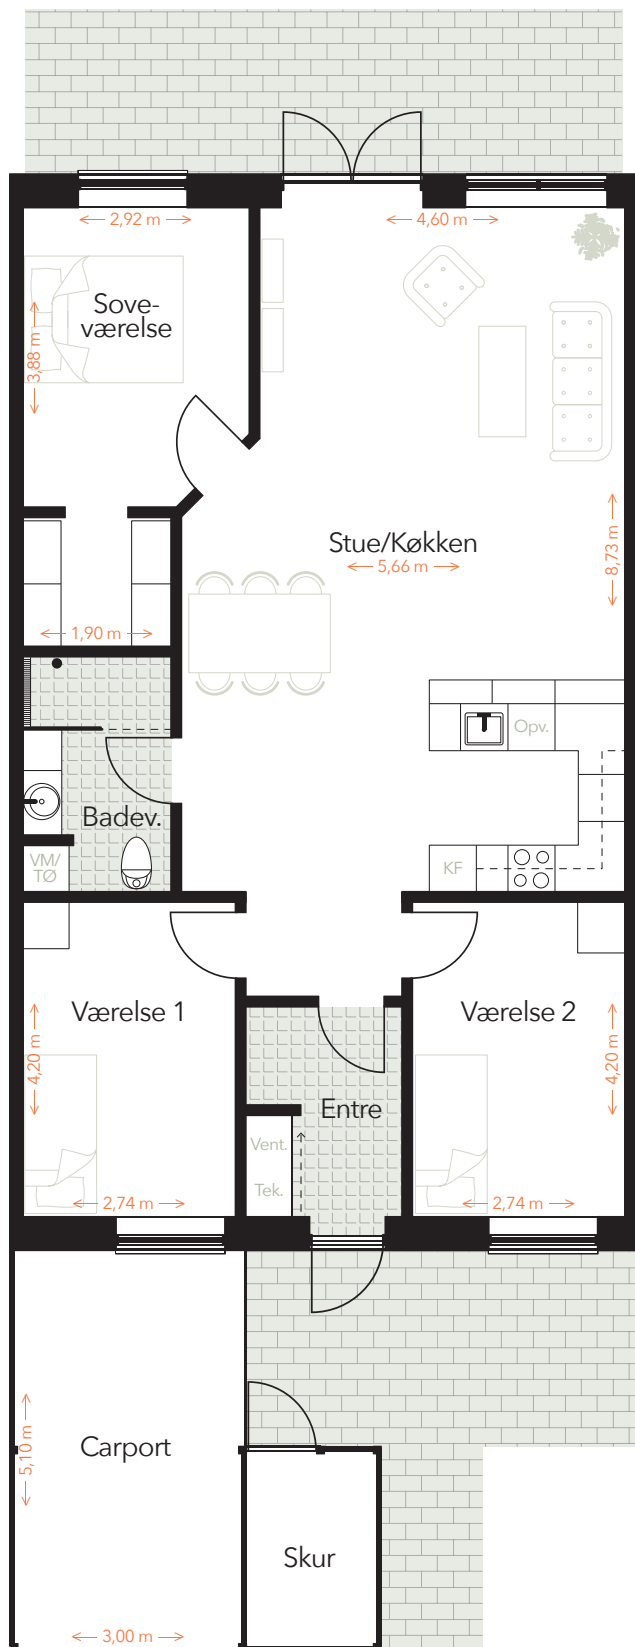 2,92 m
4,60 m
Sove-
værelse
3,88 m
Stue/Køkken
5,66 m
8,73 m
1,90 m
Opv.
Badev.
VM/
TØ
KF
Værelse 1
Værelse 2
4,20 m
4,20 m
Entre
Vent.
Tek.
2,74 m
2,74 m
Carport
5,10 m
Skur
3,00 m